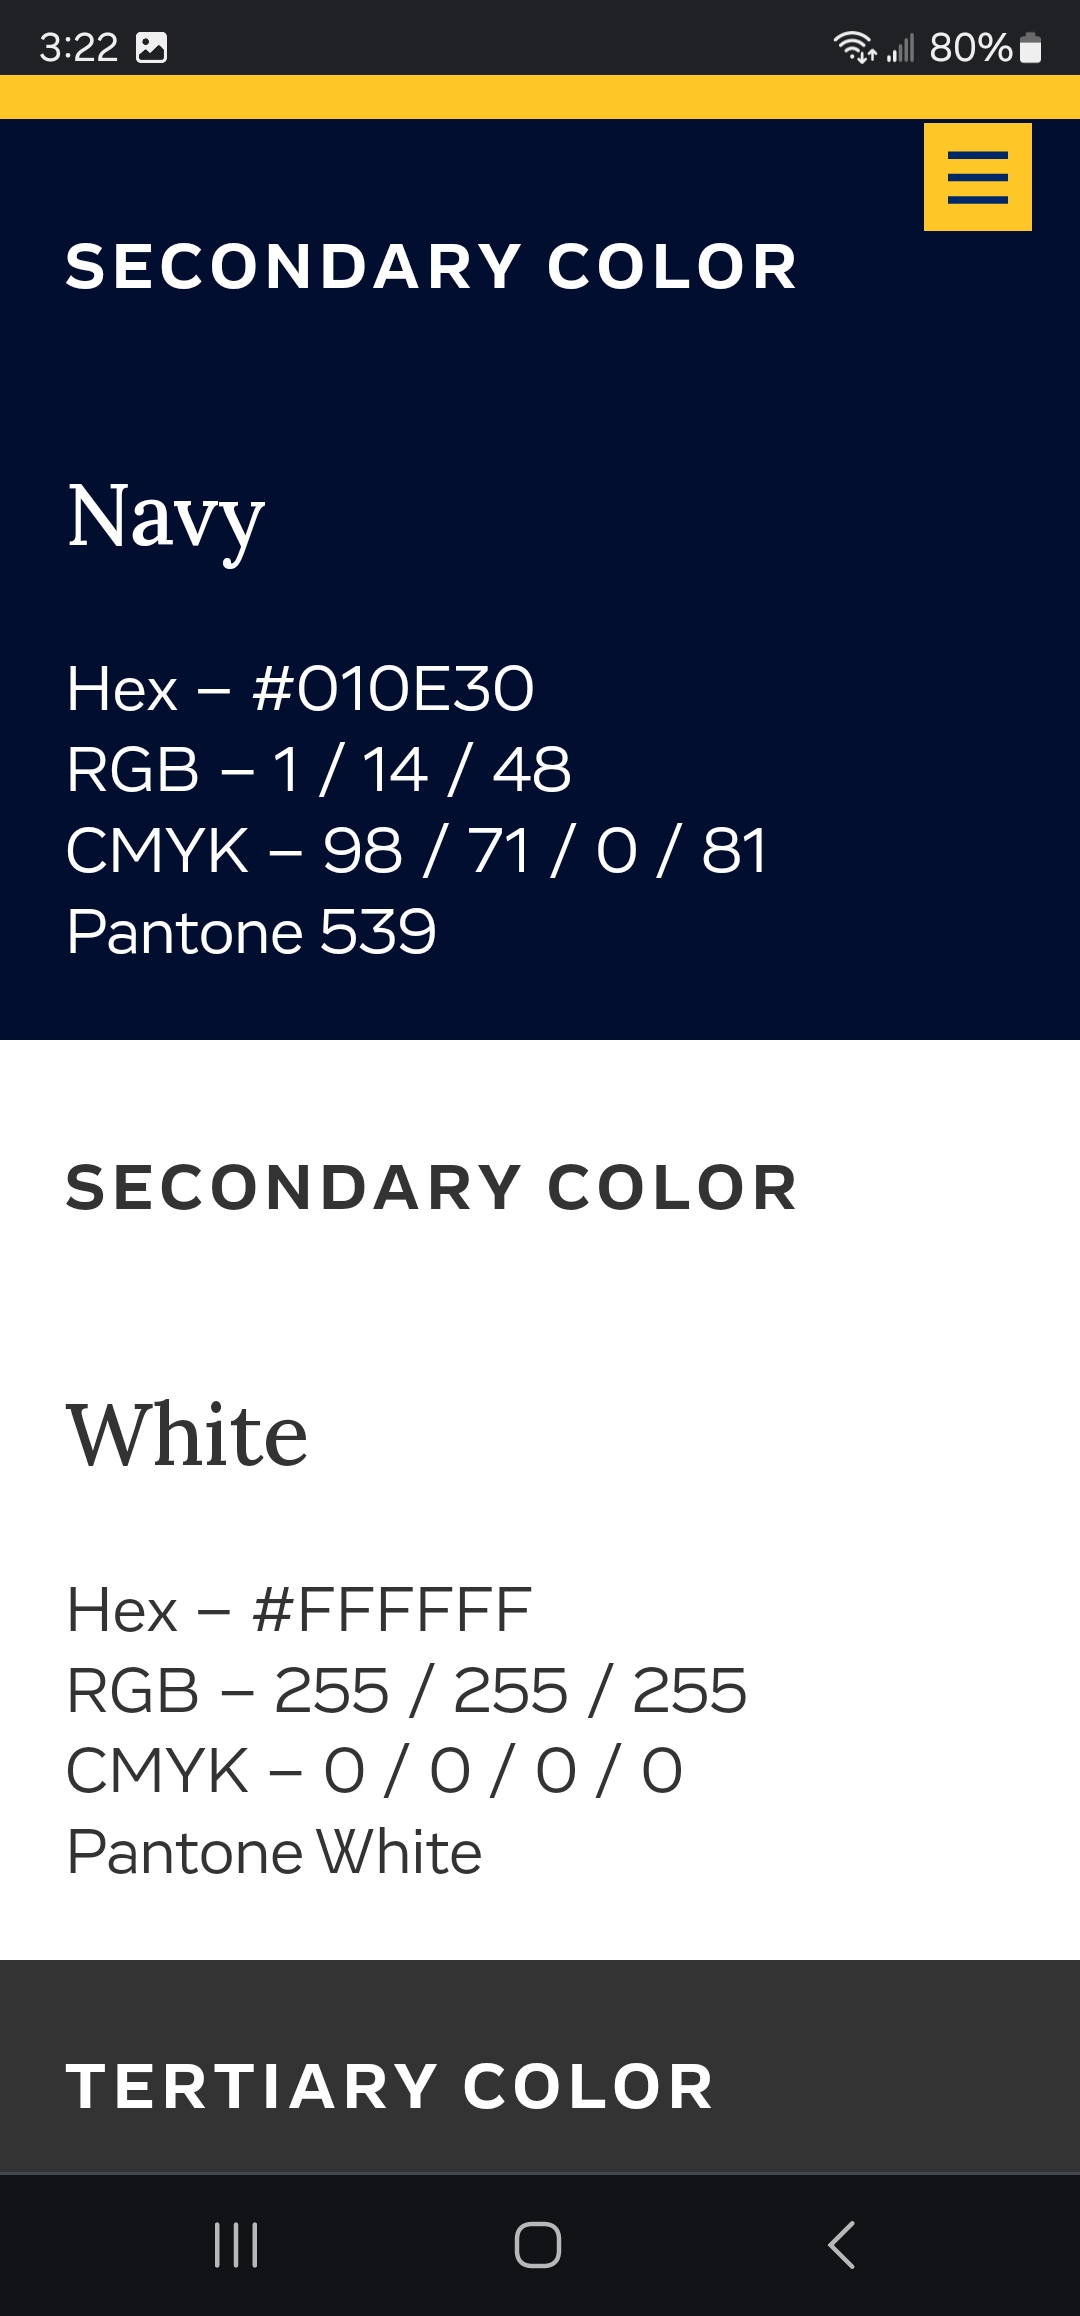 3:22
80%
SECONDARY COLOR
Navy
Hex – #010E30
RGB – 1 / 14 / 48
CMYK – 98 / 71 / 0 / 81
Pantone 539
SECONDARY COLOR
White
Hex – #FFFFFF
RGB – 255 / 255 / 255
CMYK – 0 / 0 / 0 / 0
Pantone White
TERTIARY COLOR